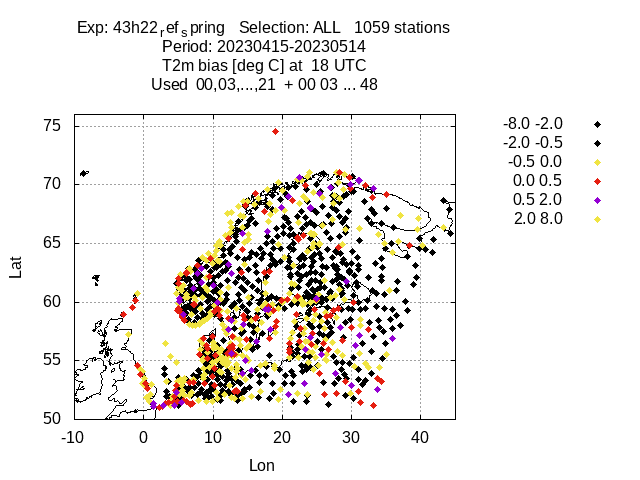 Exp: 43h22ref spring Selection: ALL 1059 stations
Period: 20230415-20230514
T2m bias [deg C] at 18 UTC
Used 00,03,...,21 + 00 03 ... 48
-8.0 -2.0
-2.0 -0.5
-0.5 0.0
0.0 0.5
0.5 2.0
2.0 8.0
75
70
65
60
55
50
Lat
-10 0 10 20 30 40
Lon